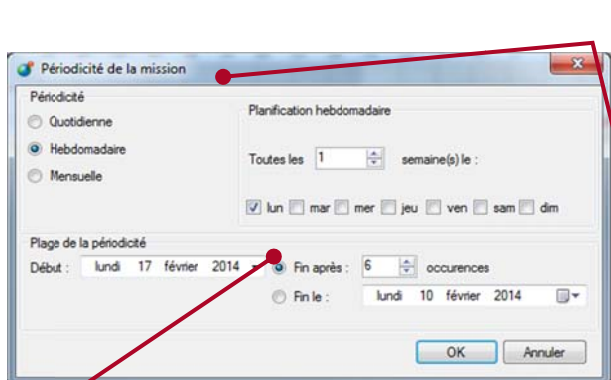 Périodicité de la mission
Périodicité
Quotidienne
Hebdomadaire
Mensuelle
Planification hebdomadaire
Toutes les 1 semaine(s) le :
lun mar mer jeu ven sam dim
Plage de la périodicité
Début : lundi 17 février 2014
Fin après : 6 occurences
Fin le : lundi 10 février 2014
OK Annuler